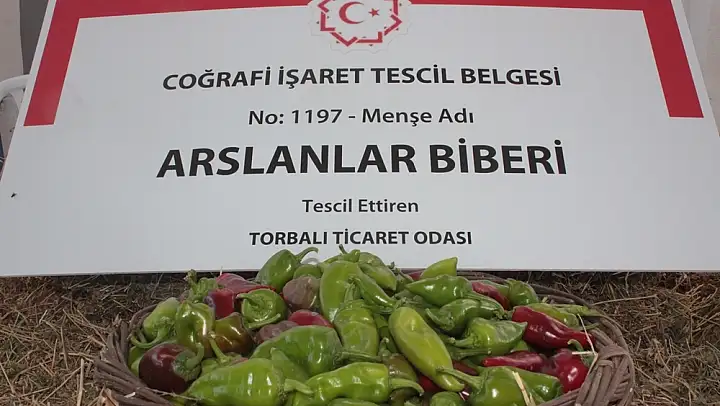 COĞRAFİ İŞARET TESCİL BELGESİ
No: 1197 - Menşe Adı
ARSLANLAR BİBERİ
Tescil Ettiren
TORBALI TİCARET ODASI